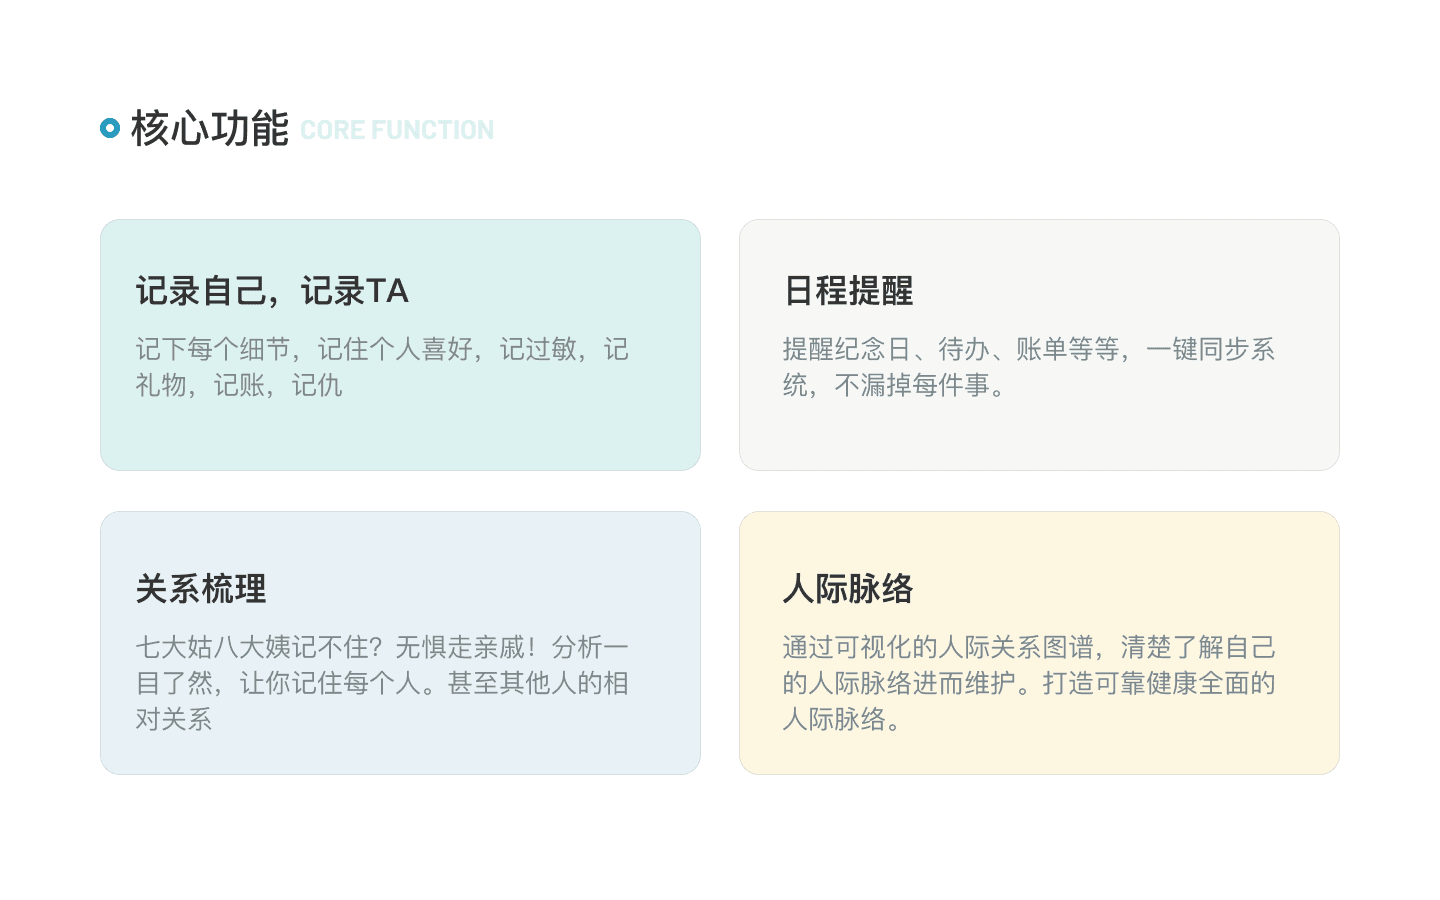 核心功能 CORE FUNCTION
记录自己，记录TA
记下每个细节，记住个人喜好，记过敏，记
礼物，记账，记仇
日程提醒
提醒纪念日、待办、账单等等，一键同步系
统，不漏掉每件事。
关系梳理
七大姑八大姨记不住？无惧走亲戚！分析一
目了然，让你记住每个人。甚至其他人的相
对关系
人际脉络
通过可视化的人际关系图谱，清楚了解自己
的人际脉络进而维护。打造可靠健康全面的
人际脉络。